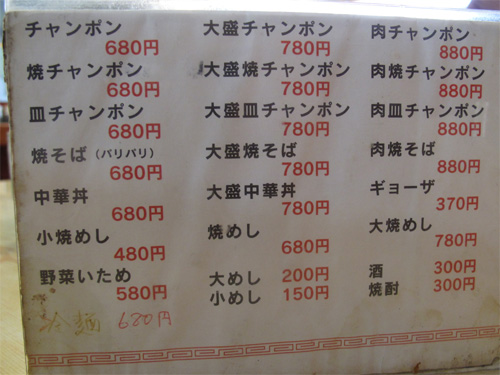 チャンポン
680円
焼チャンポン
680円
皿チャンポン
680円
焼そば（パリパリ）
680円
中華丼
680円
小焼めし
480円
野菜いため
580円
冷麺 620円
大盛チャンポン
780円
大盛焼チャンポン
780円
大盛皿チャンポン
780円
大盛焼そば
780円
大盛中華丼
780円
焼めし
680円
大めし 200円
小めし 150円
肉チャンポン
880円
肉焼チャンポン
880円
肉皿チャンポン
880円
肉焼そば
880円
ギョーザ
370円
大焼めし
780円
酒 300円
焼酎 300円